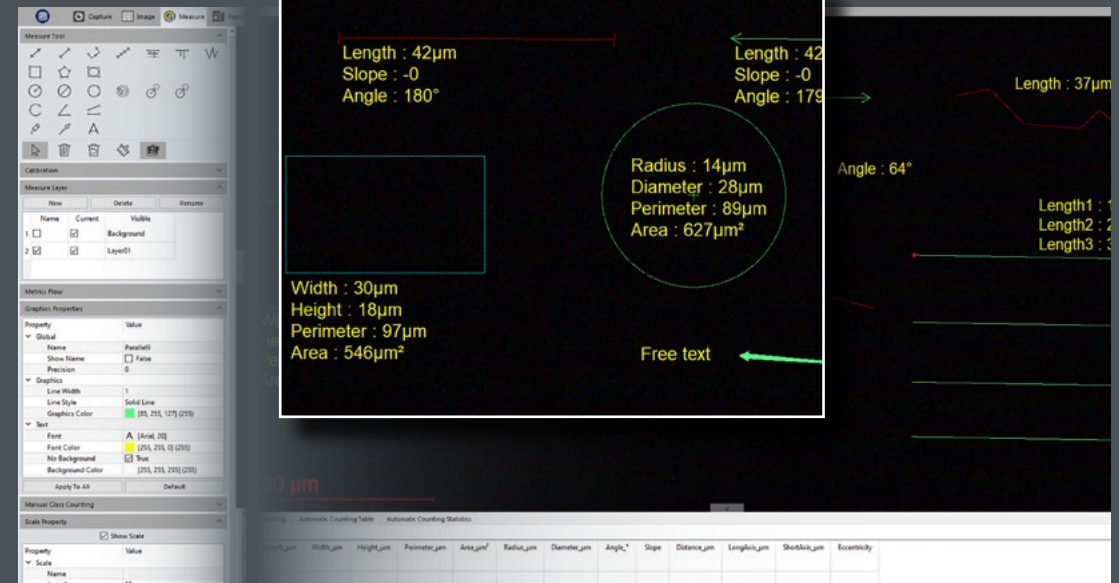 Capture Image Measure
Measure Tool
Calibration
Measure Layer
New Delete Rename
Name Current Visible
1 Background
2 Layer01
Metrics Flow
Graphics Properties
Property Value
Global
Name Parallel5
Show Name False
Precision 0
Graphics
Line Width 1
Line Style Solid Line
Graphics Color [85, 255, 127] (255)
Text
Font A [Arial, 20]
Font Color [255, 255, 0] (255)
No Background True
Background Color [255, 255, 255] (255)
Apply To All Default
Manual Class Counting
Scale Property
Show Scale
Property Value
Scale
Name
Length : 42µm
Slope : -0
Angle : 180°
Length : 42
Slope : -0
Angle : 179
Radius : 14µm
Diameter : 28µm
Perimeter : 89µm
Area : 627µm²
Width : 30µm
Height : 18µm
Perimeter : 97µm
Area : 546µm²
Free text
Length : 37µm
Angle : 64°
Length1 :
Length2 :
Length3 :
µm
Automatic Counting Table Automatic Counting Statistics
Width_µm Height_µm Perimeter_µm Area_µm² Radius_µm Diameter_µm Angle_° Slope Distance_µm LongAxis_µm ShortAxis_µm Eccentricity